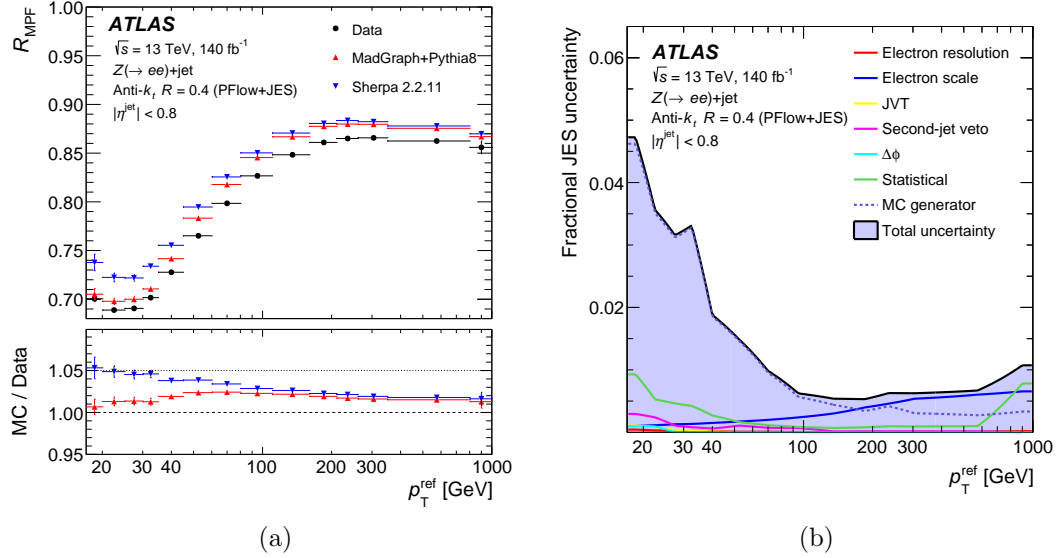 ATLAS
√s = 13 TeV, 140 fb⁻¹
Z(→ ee)+jet
Anti-kₜ R = 0.4 (PFlow+JES)
|η^jet| < 0.8
Data
MadGraph+Pythia8
Sherpa 2.2.11
R_MPF
1.00
0.95
0.90
0.85
0.80
0.75
0.70
MC / Data
1.05
1.00
0.95
20 30 40 100 200 300 1000
p_T^ref [GeV]
(a)
ATLAS
√s = 13 TeV, 140 fb⁻¹
Z(→ ee)+jet
Anti-kₜ R = 0.4 (PFlow+JES)
|η^jet| < 0.8
Electron resolution
Electron scale
JVT
Second-jet veto
Δϕ
Statistical
MC generator
Total uncertainty
Fractional JES uncertainty
0.06
0.04
0.02
20 30 40 100 200 300 1000
p_T^ref [GeV]
(b)